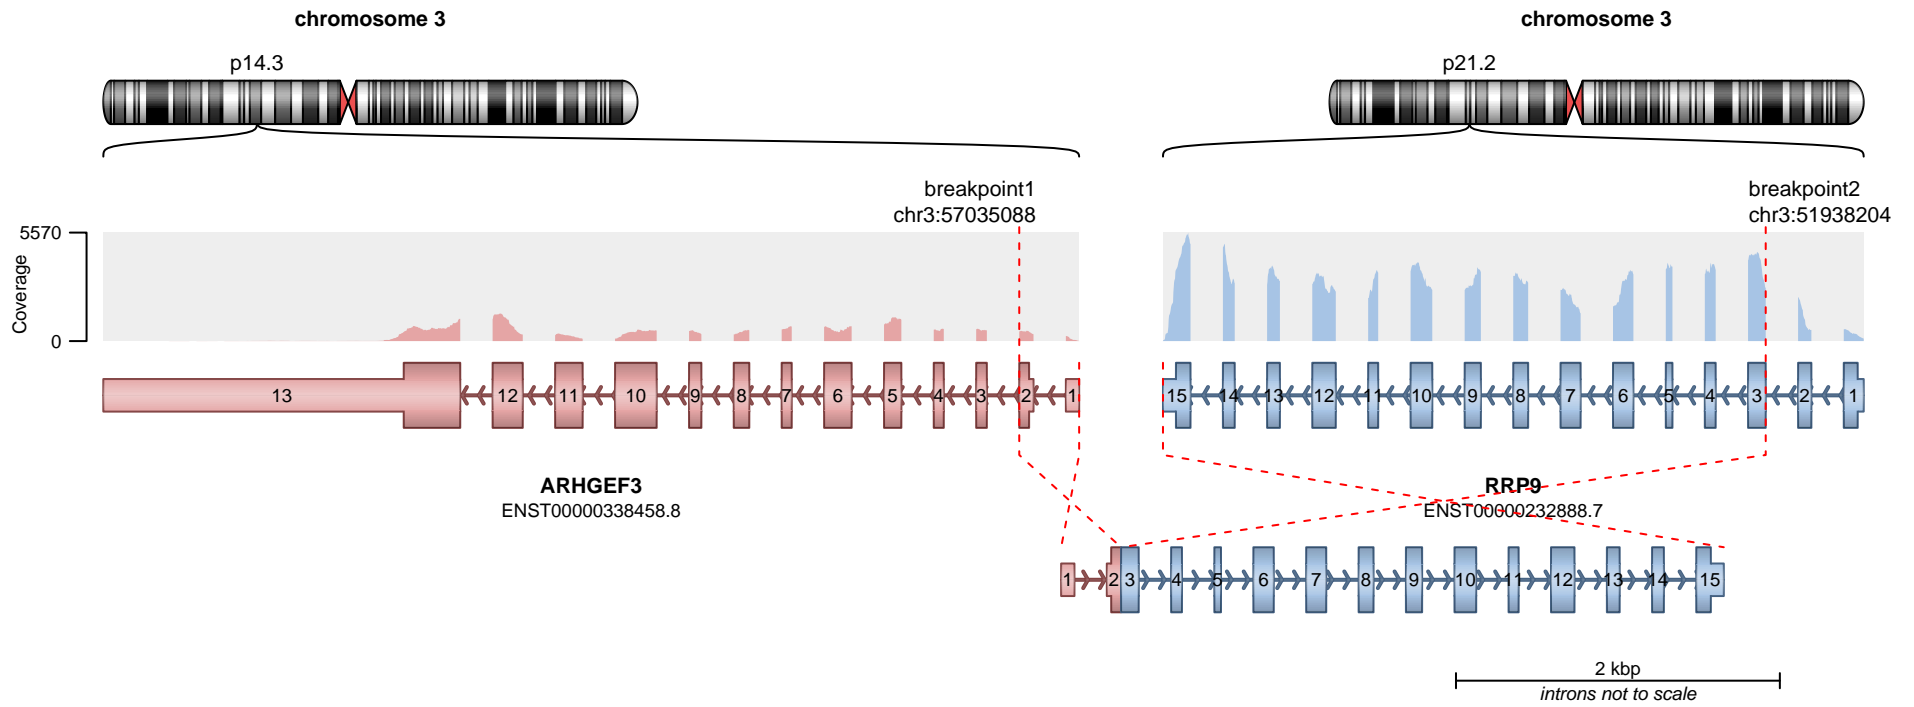 chromosome 3
chromosome 3
p14.3
p21.2
breakpoint1
chr3:57035088
breakpoint2
chr3:51938204
5570
0
Coverage
13 12 11 10 9 8 7 6 5 4 3 2 1
15 14 13 12 11 10 9 8 7 6 5 4 3 2 1
ARHGEF3
ENST00000338458.8
RRP9
ENST00000232888.7
1 2 3 4 5 6 7 8 9 10 11 12 13 14 15
2 kbp
introns not to scale